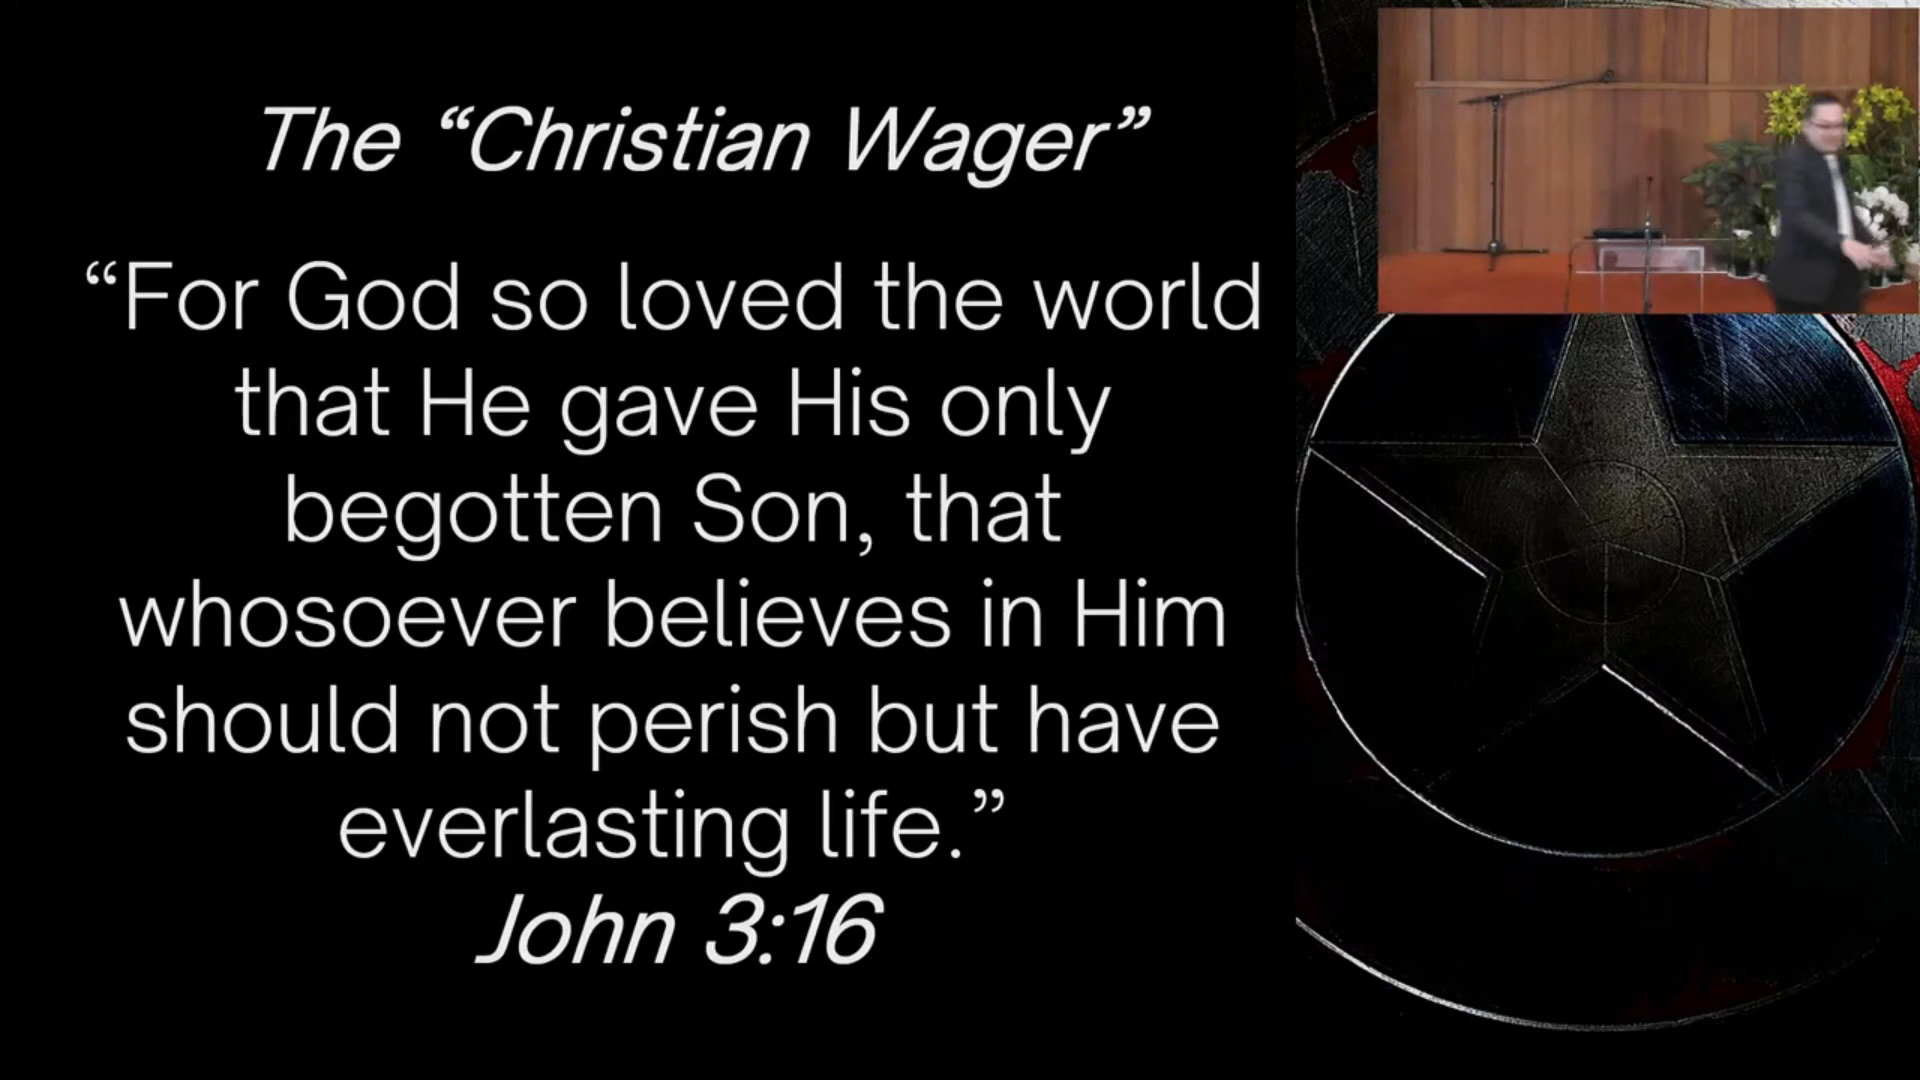 The “Christian Wager”
“For God so loved the world
that He gave His only
begotten Son, that
whosoever believes in Him
should not perish but have
everlasting life.”
John 3:16